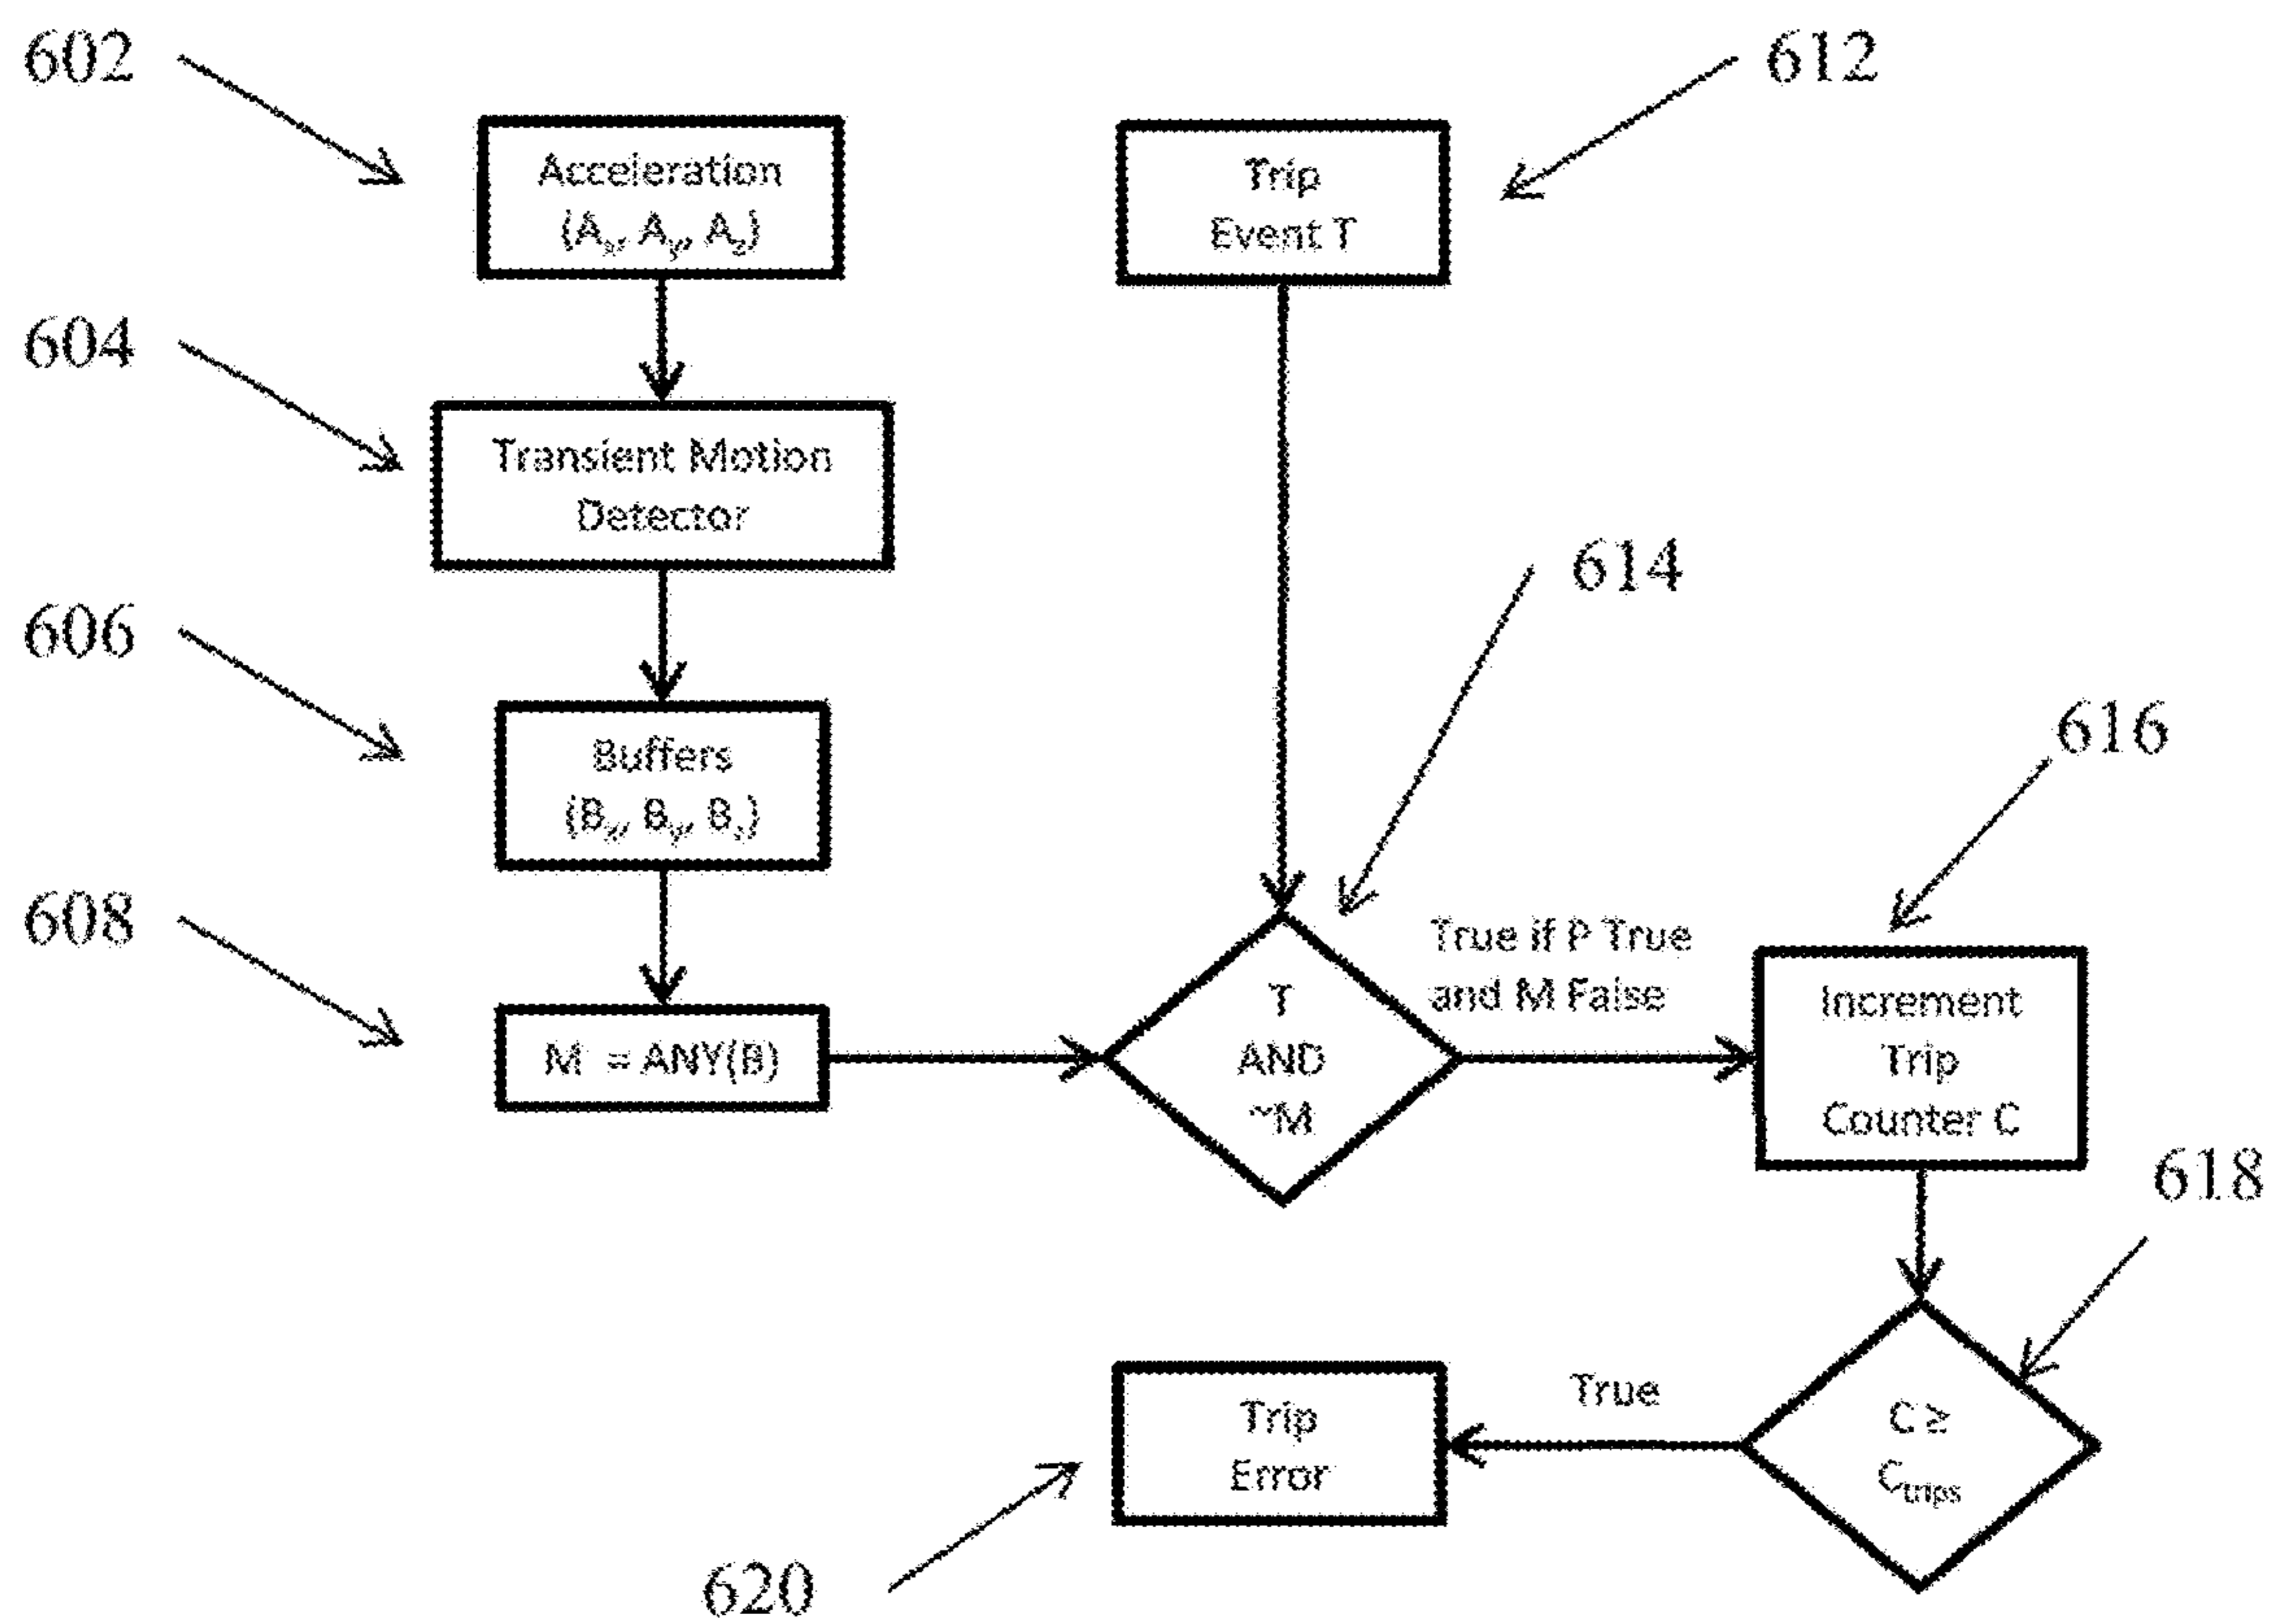 602
612
Acceleration
(Ax, Ay, Az)
Trip
Event T
604
Transient Motion
Detector
614
606
Buffers
(Bx, By, Bz)
616
608
M = ANY(B)
T
AND
~M
True if P True
and M False
Increment
Trip
Counter C
618
C ≥
Ctrips
True
Trip
Error
620